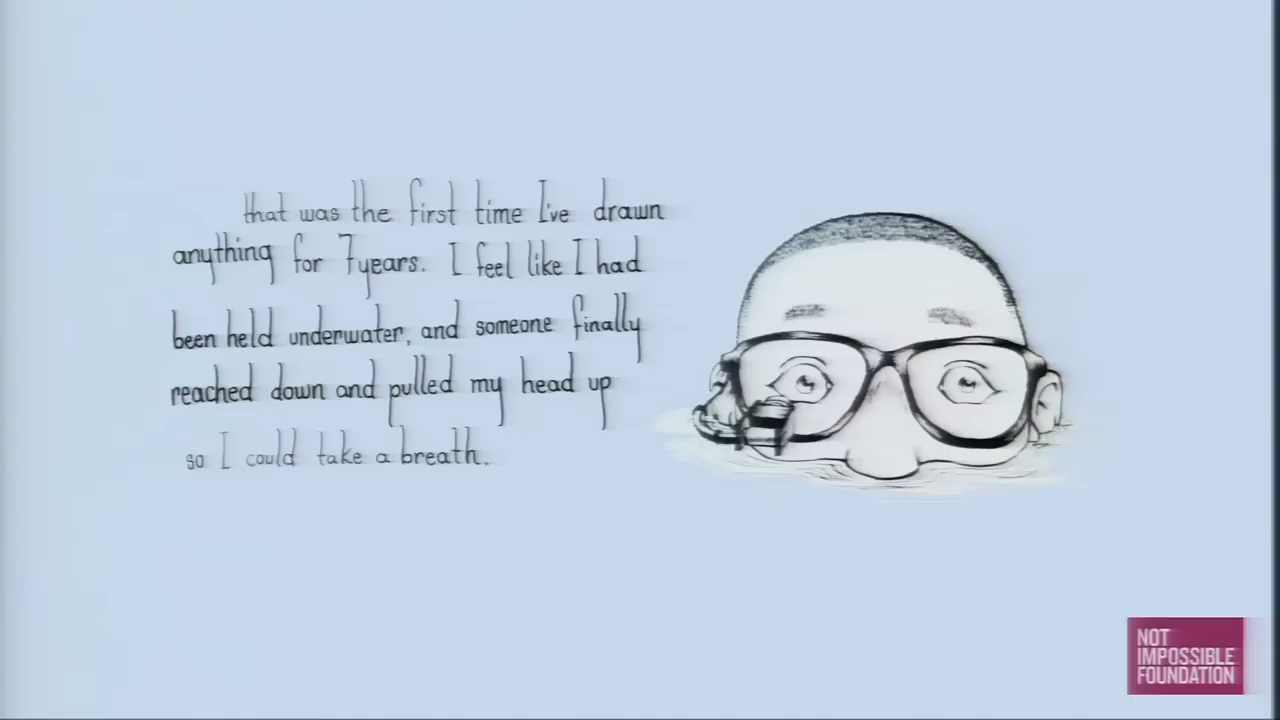 that was the first time I've drawn
anything for 7 years. I feel like I had
been held underwater, and someone finally
reached down and pulled my head up
so I could take a breath.
NOT
IMPOSSIBLE
FOUNDATION